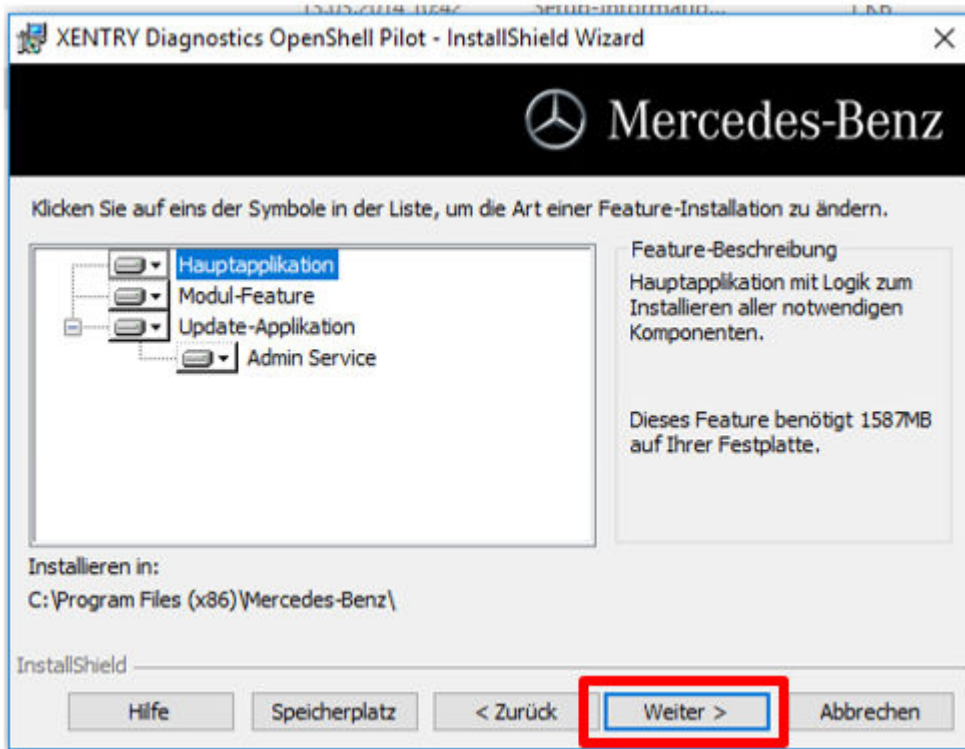 XENTRY Diagnostics OpenShell Pilot - InstallShield Wizard
Mercedes-Benz
Klicken Sie auf eins der Symbole in der Liste, um die Art einer Feature-Installation zu ändern.
Hauptapplikation
Modul-Feature
Update-Applikation
Admin Service
Feature-Beschreibung
Hauptapplikation mit Logik zum
Installieren aller notwendigen
Komponenten.
Dieses Feature benötigt 1587MB
auf Ihrer Festplatte.
Installieren in:
C:\Program Files (x86)\Mercedes-Benz\
InstallShield
Hilfe
Speicherplatz
< Zurück
Weiter >
Abbrechen